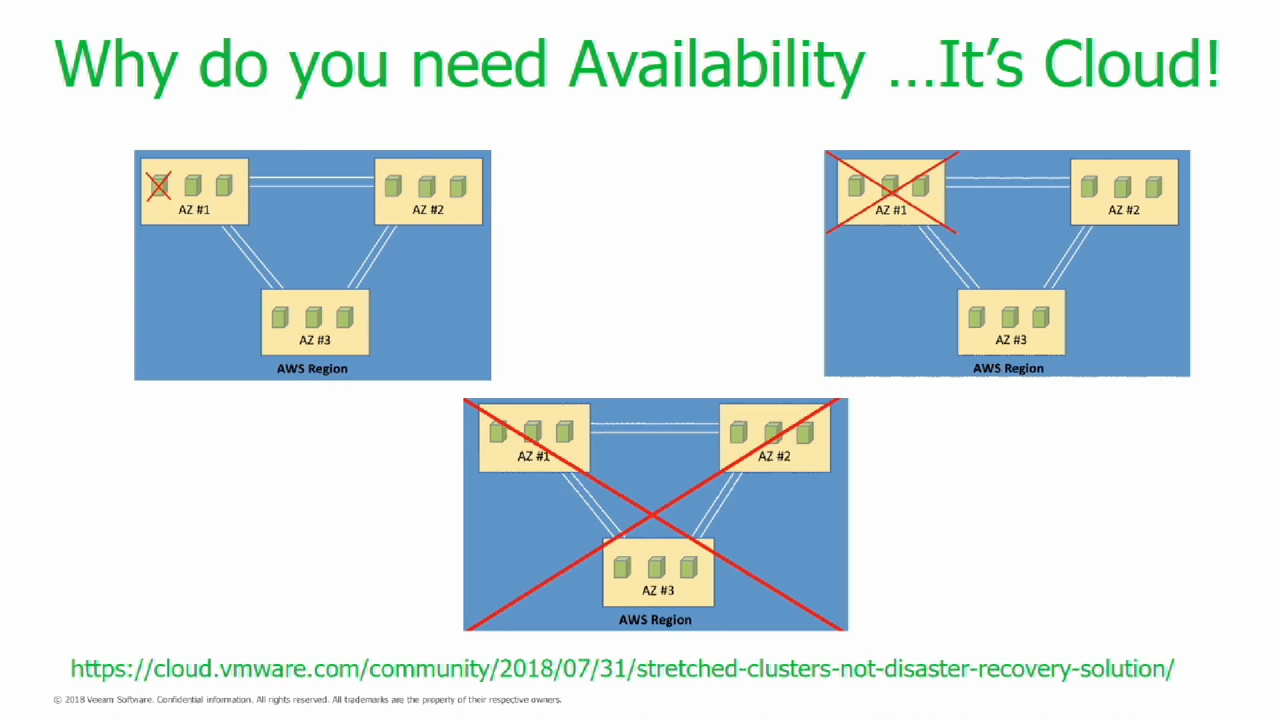 Why do you need Availability ...It's Cloud!
AZ #1
AZ #2
AZ #3
AWS Region
AZ #1
AZ #2
AZ #3
AWS Region
AZ #1
AZ #2
AZ #3
AWS Region
https://cloud.vmware.com/community/2018/07/31/stretched-clusters-not-disaster-recovery-solution/
© 2018 Veeam Software. Confidential information. All rights reserved. All trademarks are the property of their respective owners.